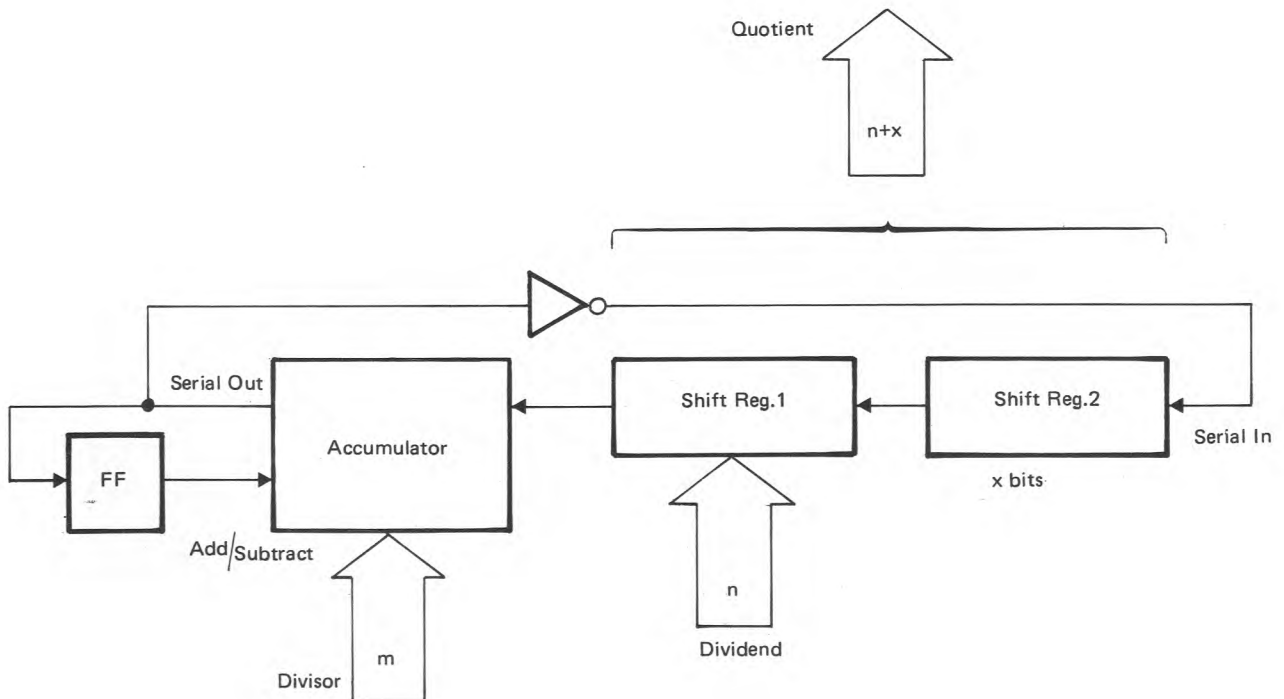 Quotient
n+x
Serial Out
Shift Reg.1
Shift Reg.2
Accumulator
Serial In
FF
x bits
Add/Subtract
n
m
Dividend
Divisor